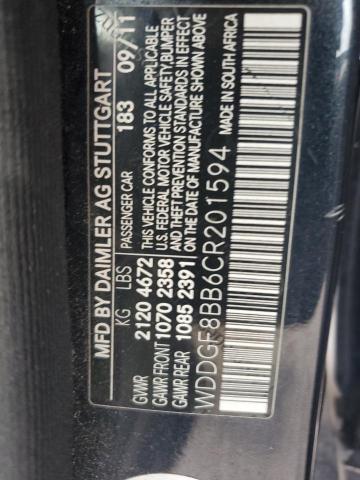 MFD BY DAIMLER AG STUTTGART
KG LBS PASSENGER CAR 183 09/11
GVWR 2120 4672 THIS VEHICLE CONFORMS TO ALL APPLICABLE
GAWR FRONT 1070 2358 U.S. FEDERAL MOTOR VEHICLE SAFETY, BUMPER
GAWR REAR 1085 2391 AND THEFT PREVENTION STANDARDS IN EFFECT
ON THE DATE OF MANUFACTURE SHOWN ABOVE
WDDGF8BB6CR201594 MADE IN SOUTH AFRICA